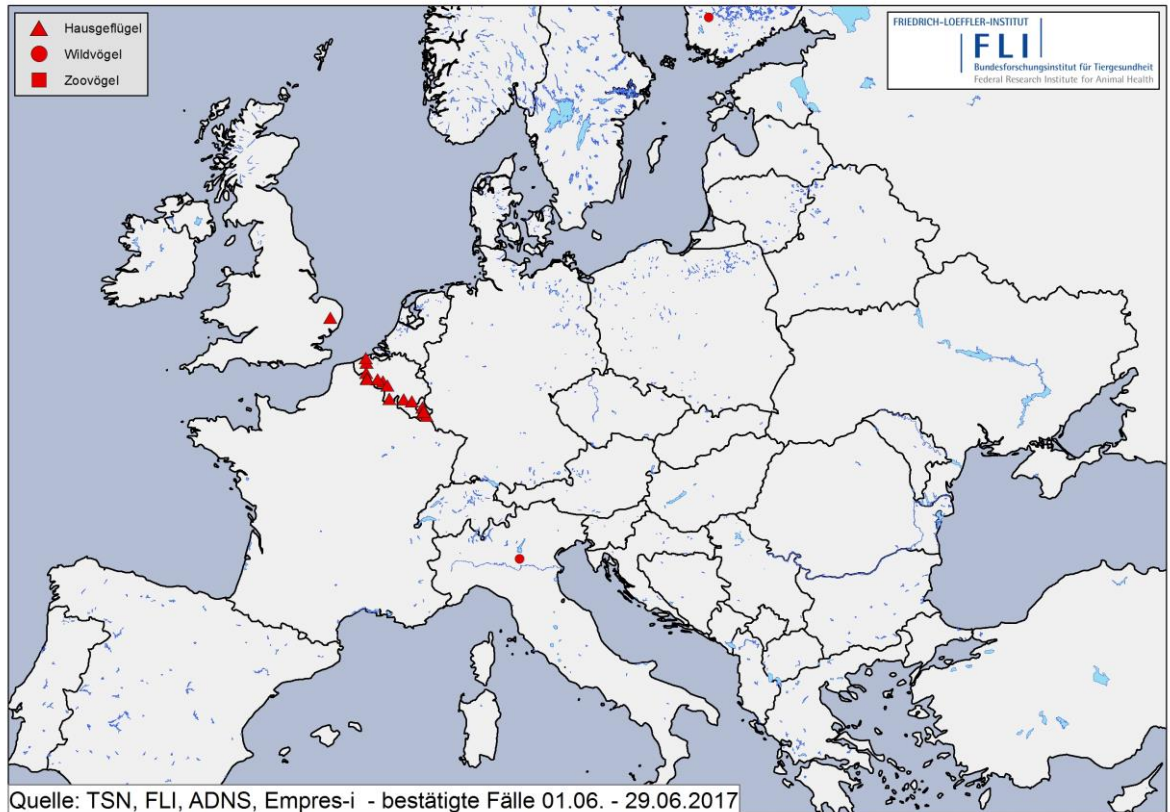 Hausgeflügel
Wildvögel
Zoovögel
FRIEDRICH-LOEFFLER-INSTITUT
FLI
Bundesforschungsinstitut für Tiergesundheit
Federal Research Institute for Animal Health
Quelle: TSN, FLI, ADNS, Empres-i - bestätigte Fälle 01.06. - 29.06.2017